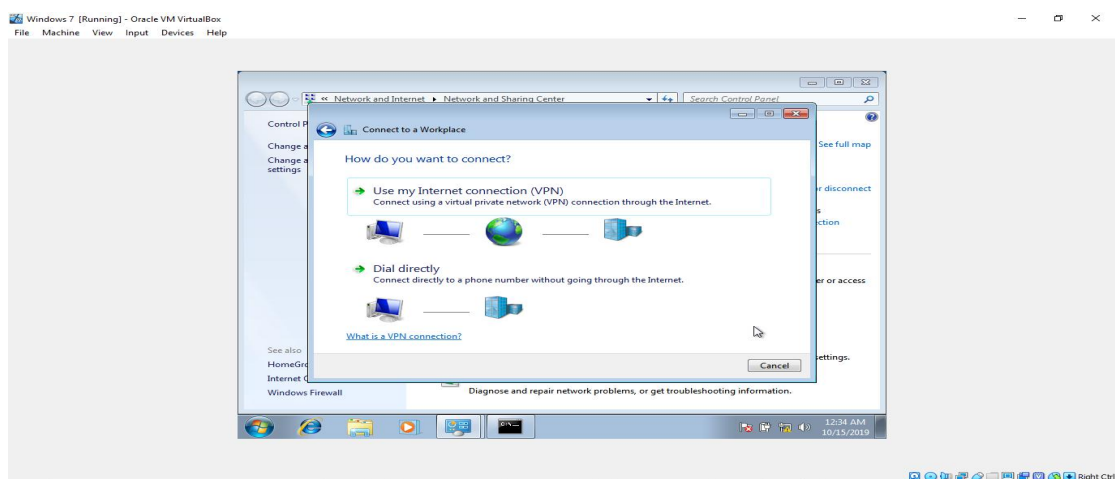 Windows 7 [Running] - Oracle VM VirtualBox
File Machine View Input Devices Help
« Network and Internet ▸ Network and Sharing Center
Search Control Panel
Control P
Connect to a Workplace
Change a
See full map
Change a
settings
How do you want to connect?
Use my Internet connection (VPN)
Connect using a virtual private network (VPN) connection through the Internet.
r disconnect
s
ction
Dial directly
Connect directly to a phone number without going through the Internet.
er or access
What is a VPN connection?
See also
HomeGro
settings.
Cancel
Internet O
Windows Firewall
Diagnose and repair network problems, or get troubleshooting information.
12:34 AM
10/15/2019
Right Ctrl